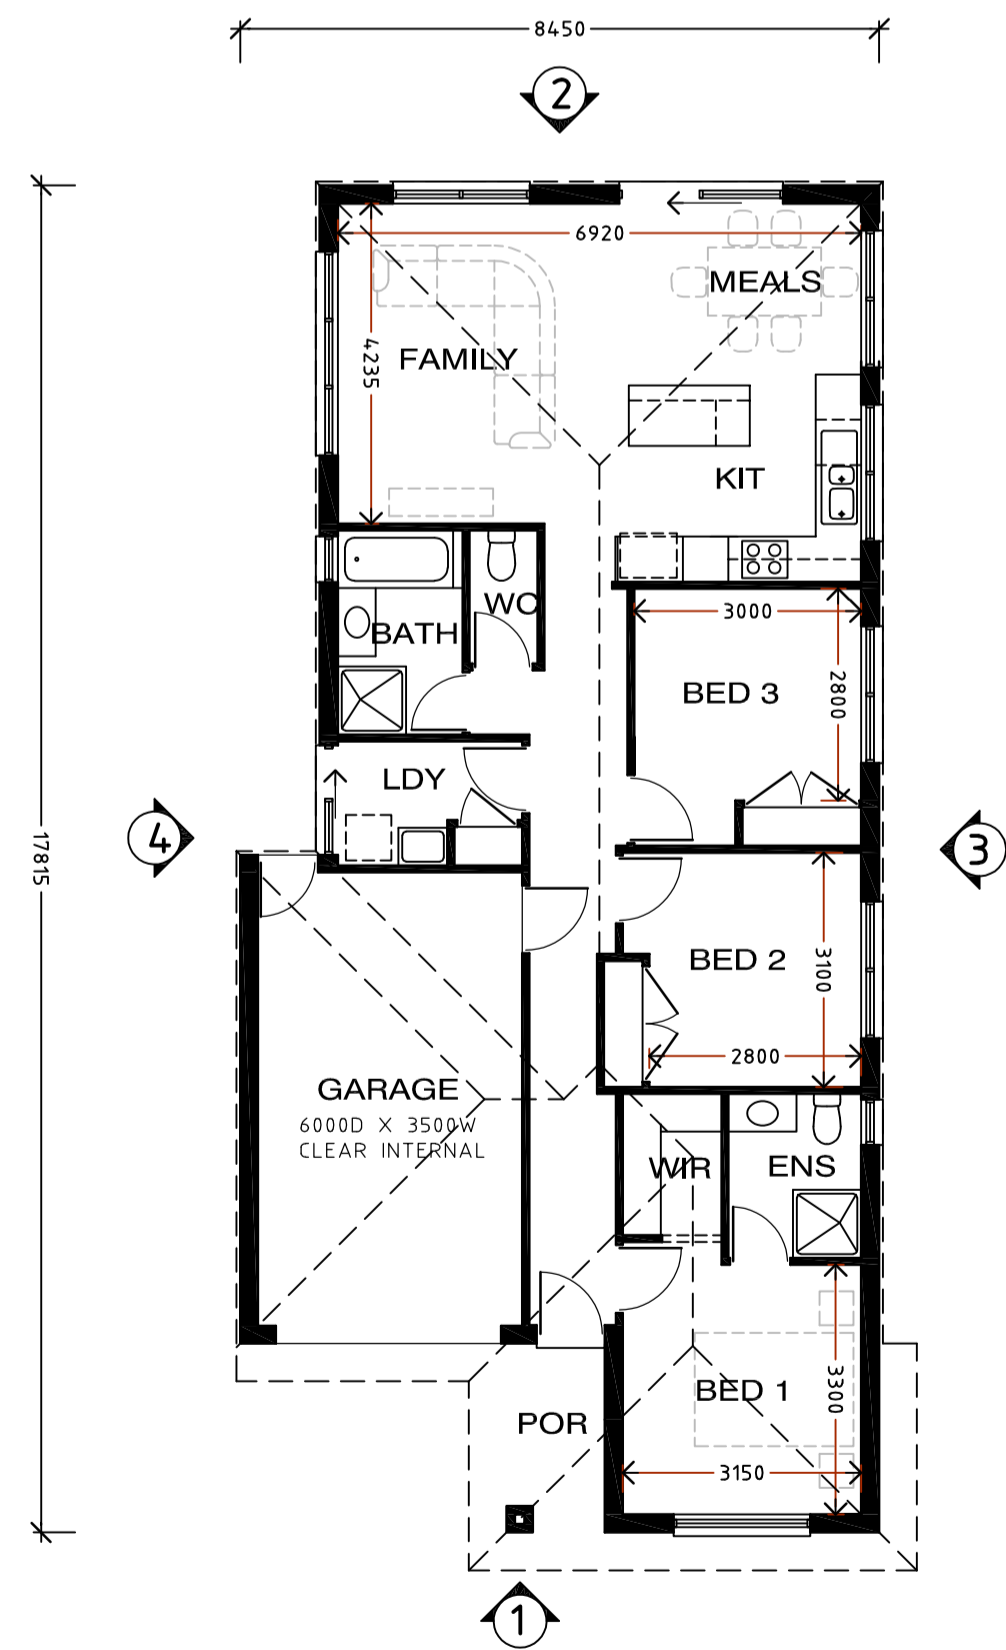 8450
2
6920
MEALS
4235
FAMILY
KIT
WC
3000
BATH
BED 3
2800
LDY
4
3
17815
BED 2
3100
2800
GARAGE
6000D X 3500W
CLEAR INTERNAL
WIR
ENS
BED 1
3300
POR
3150
1